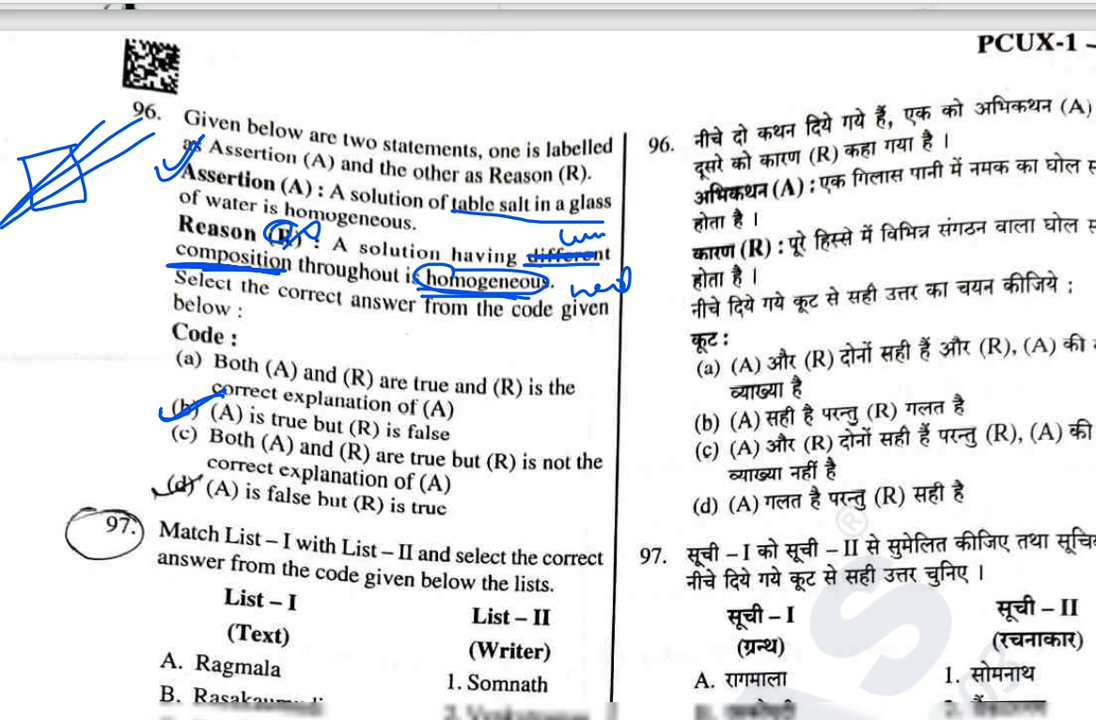 PCUX-1 -
96. Given below are two statements, one is labelled
as Assertion (A) and the other as Reason (R).
Assertion (A) : A solution of table salt in a glass
of water is homogeneous.
Reason (R) : A solution having different
composition throughout is homogeneous.
Select the correct answer from the code given
below :
Code :
(a) Both (A) and (R) are true and (R) is the
correct explanation of (A)
(b) (A) is true but (R) is false
(c) Both (A) and (R) are true but (R) is not the
correct explanation of (A)
(d) (A) is false but (R) is true
97. Match List – I with List – II and select the correct
answer from the code given below the lists.
List – I List – II
(Text) (Writer)
A. Ragmala 1. Somnath
B.
96. नीचे दो कथन दिये गये हैं, एक को अभिकथन (A)
दूसरे को कारण (R) कहा गया है ।
अभिकथन (A) : एक गिलास पानी में नमक का घोल
होता है ।
कारण (R) : पूरे हिस्से में विभिन्न संगठन वाला घोल
होता है ।
नीचे दिये गये कूट से सही उत्तर का चयन कीजिये :
कूट :
(a) (A) और (R) दोनों सही हैं और (R), (A) की
व्याख्या है
(b) (A) सही है परन्तु (R) गलत है
(c) (A) और (R) दोनों सही हैं परन्तु (R), (A) की
व्याख्या नहीं है
(d) (A) गलत है परन्तु (R) सही है
97. सूची – I को सूची – II से सुमेलित कीजिए तथा
नीचे दिये गये कूट से सही उत्तर चुनिए ।
सूची – I सूची – II
(ग्रन्थ) (रचनाकार)
A. रागमाला 1. सोमनाथ